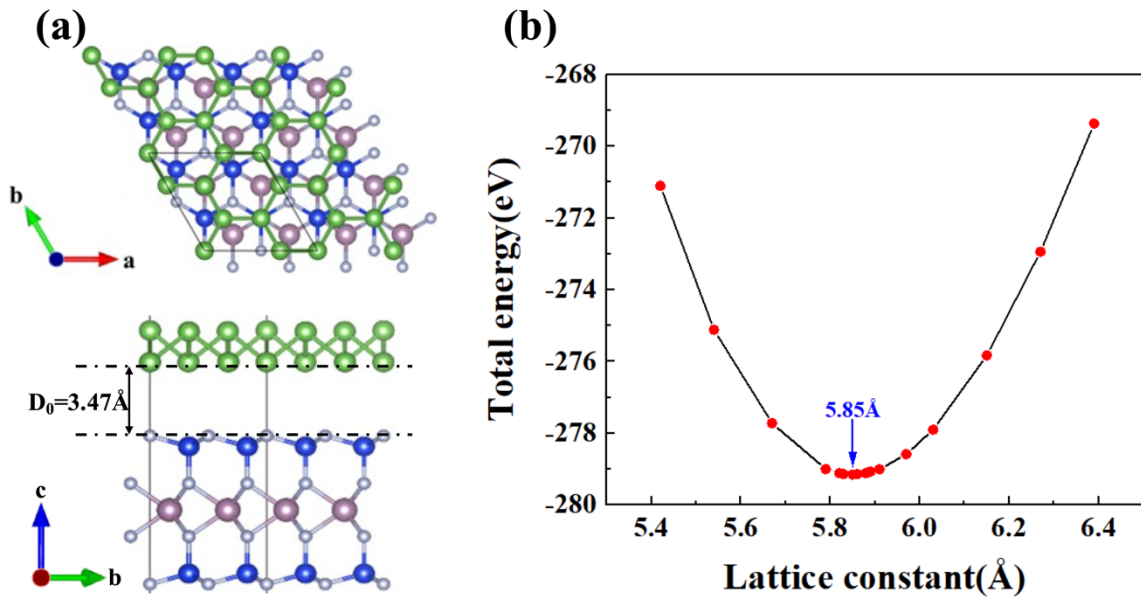 (a)
b
a
D₀=3.47Å
c
b
(b)
Total energy(eV)
-268
-270
-272
-274
-276
-278
-280
5.85Å
5.4
5.6
5.8
6.0
6.2
6.4
Lattice constant(Å)